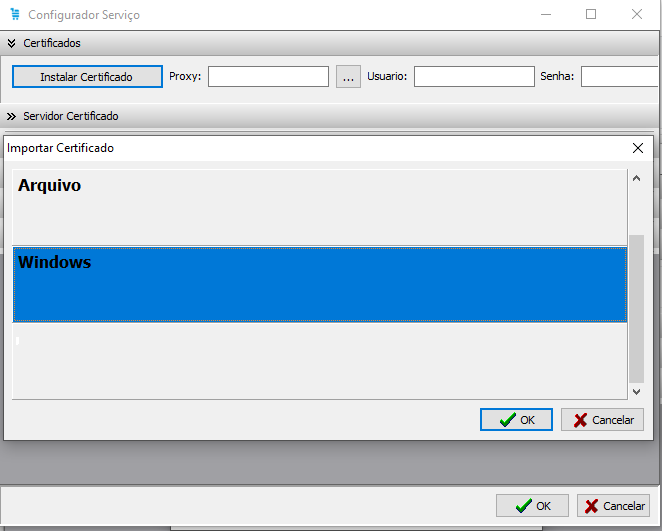 Configurador Serviço
Certificados
Instalar Certificado Proxy: ... Usuario: Senha:
Servidor Certificado
Importar Certificado
Arquivo
Windows
OK Cancelar
OK Cancelar